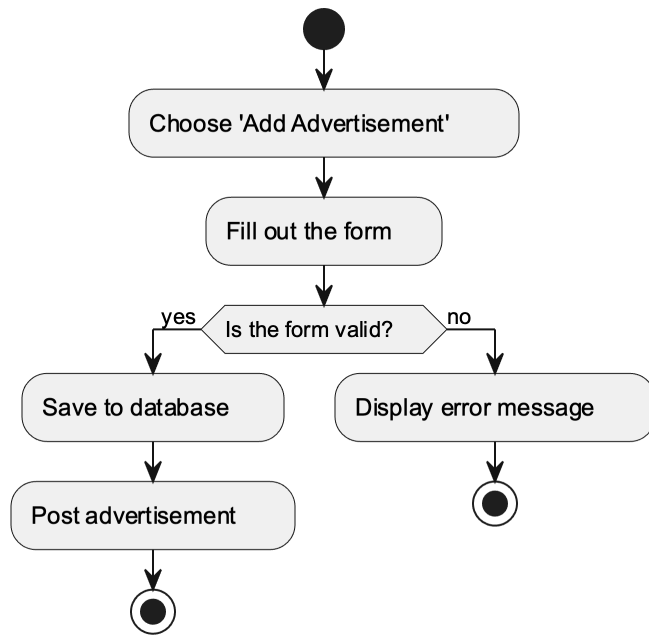 Choose 'Add Advertisement'
Fill out the form
yes
Is the form valid?
no
Save to database
Display error message
Post advertisement